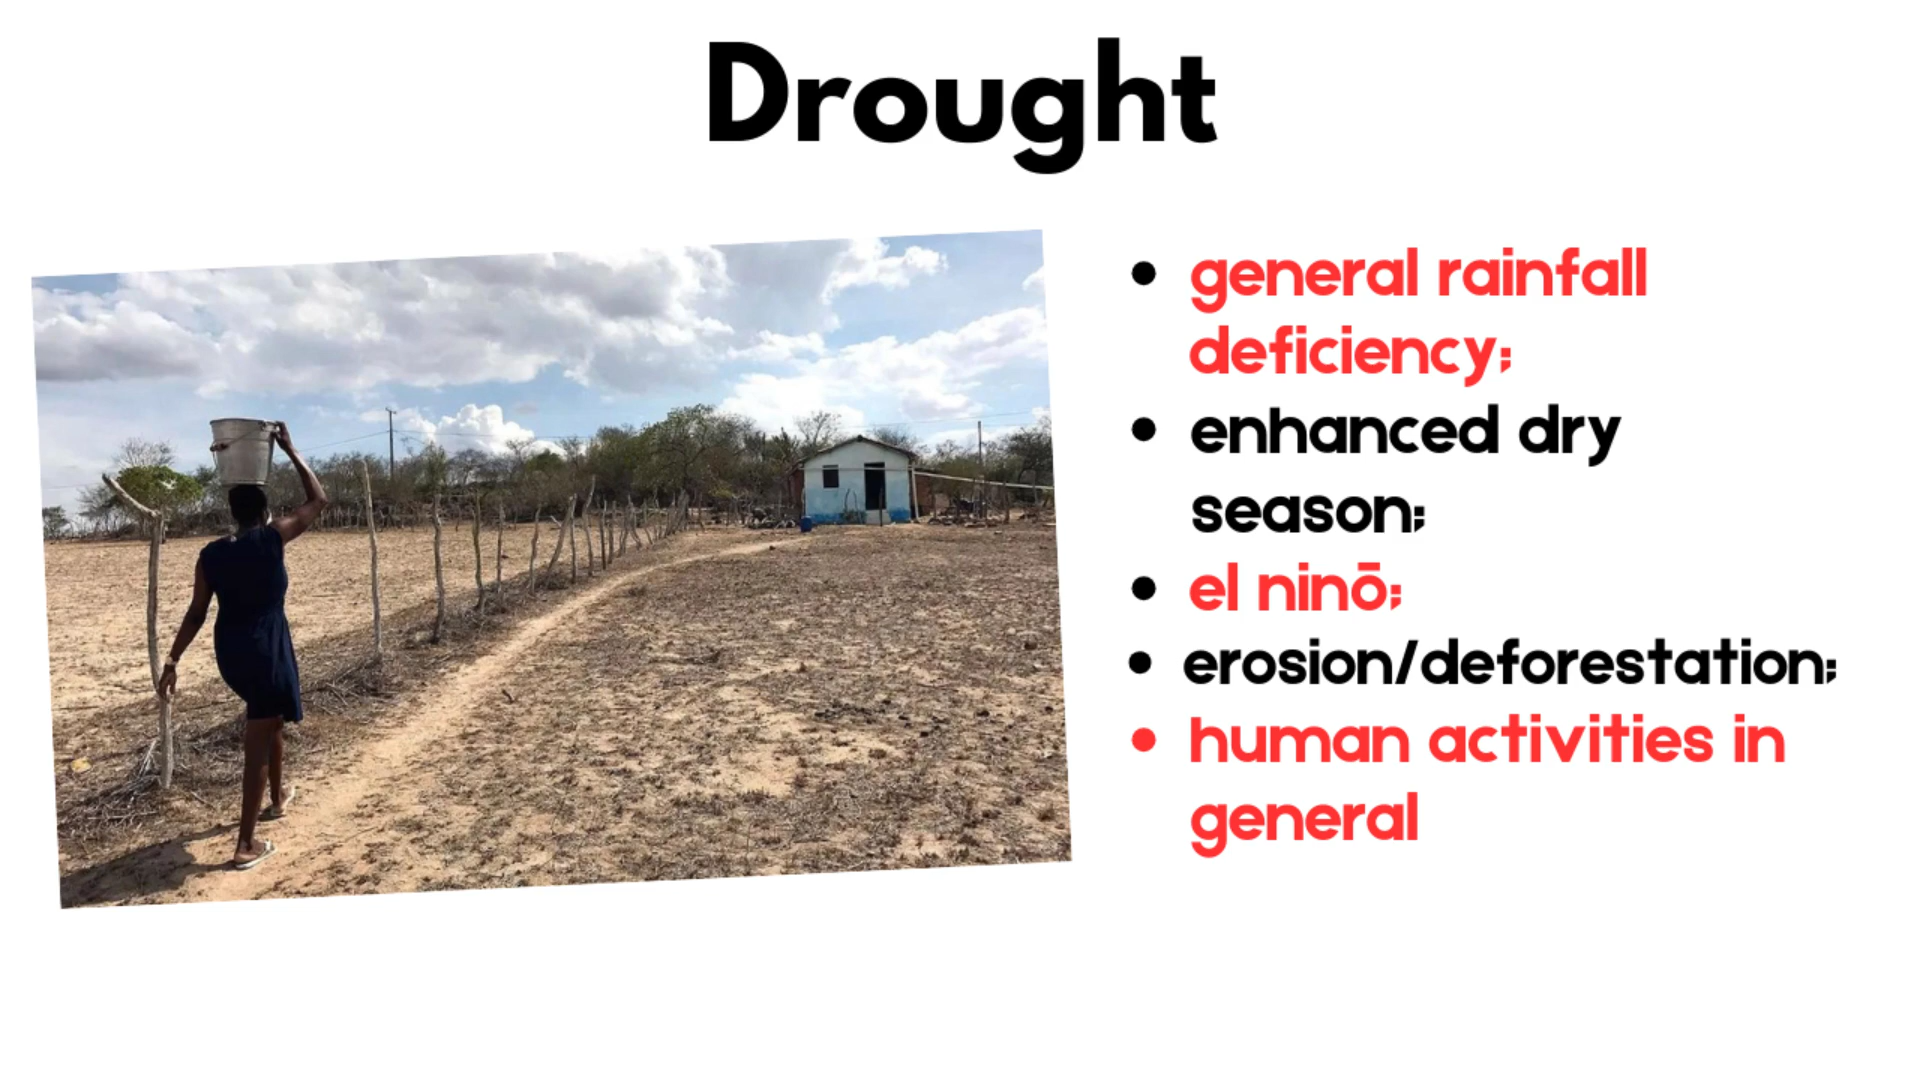 Drought
• general rainfall
deficiency;
• enhanced dry
season;
• el ninō;
• erosion/deforestation;
• human activities in
general